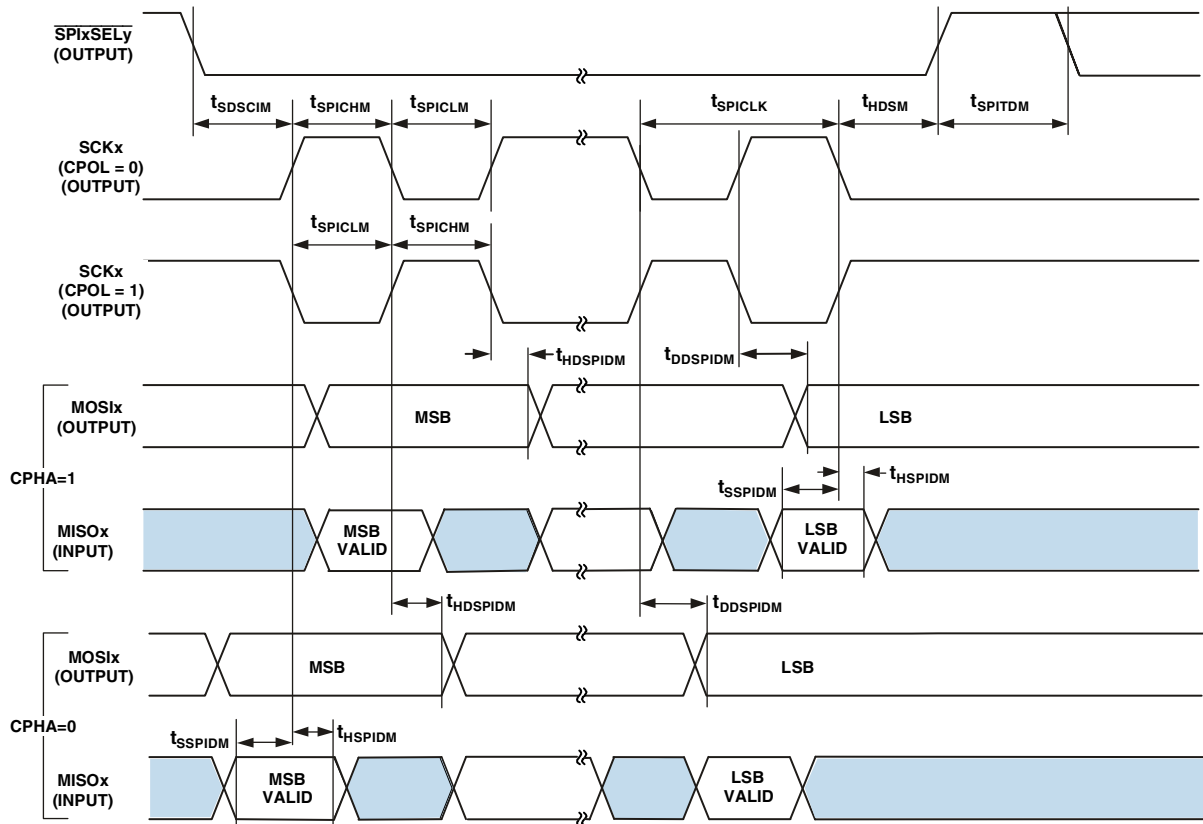 SPIxSELy
(OUTPUT)
tSDSCIM
tSPICHM
tSPICLM
tSPICLK
tHDSM
tSPITDM
SCKx
(CPOL = 0)
(OUTPUT)
tSPICLM
tSPICHM
SCKx
(CPOL = 1)
(OUTPUT)
tHDSPIDM
tDDSPIDM
MOSIx
(OUTPUT)
MSB
LSB
CPHA=1
tSSPIDM
tHSPIDM
MISOx
(INPUT)
MSB
VALID
LSB
VALID
tHDSPIDM
tDDSPIDM
MOSIx
(OUTPUT)
MSB
LSB
CPHA=0
tSSPIDM
tHSPIDM
MISOx
(INPUT)
MSB
VALID
LSB
VALID